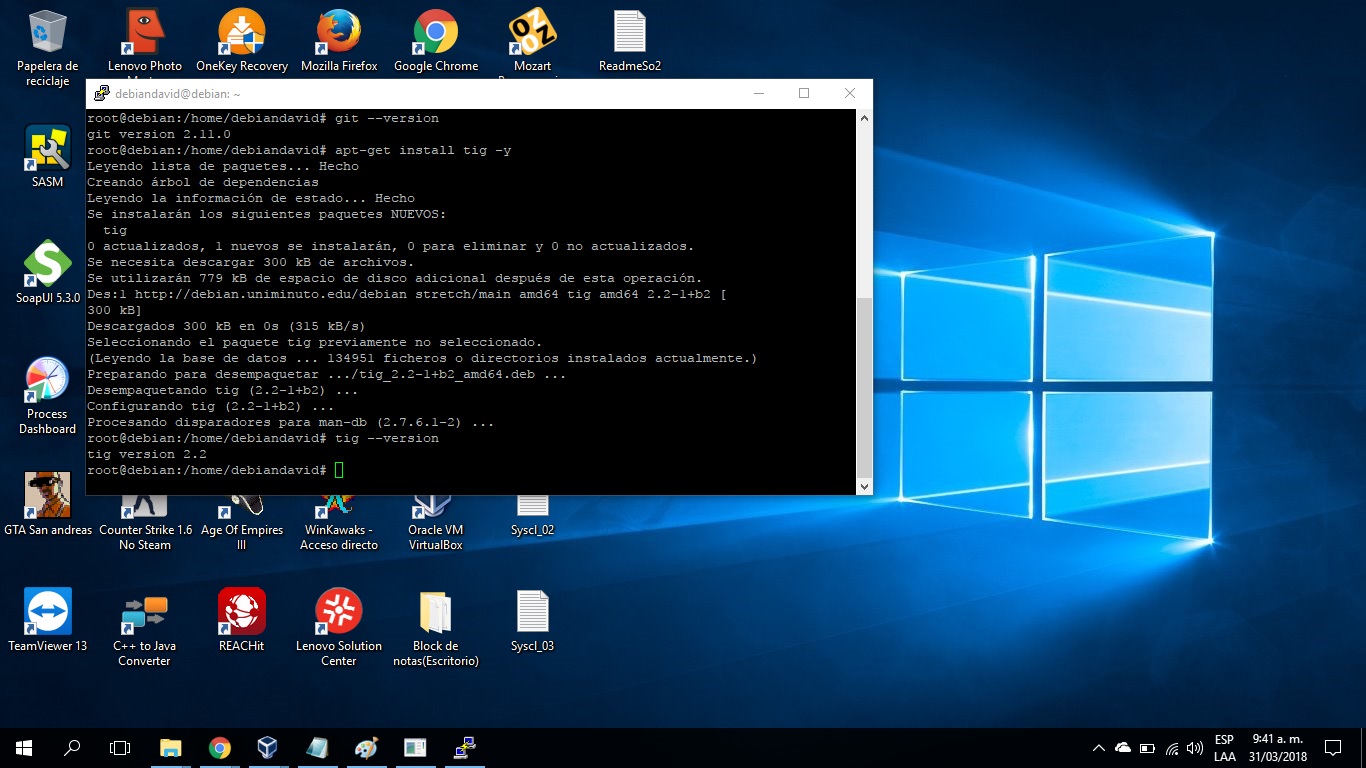 Papelera de
reciclaje
Lenovo Photo
OneKey Recovery
Mozilla Firefox
Google Chrome
Mozart
ReadmeSo2
debiandavid@debian: ~
root@debian:/home/debiandavid# git --version
git version 2.11.0
root@debian:/home/debiandavid# apt-get install tig -y
Leyendo lista de paquetes... Hecho
Creando árbol de dependencias
Leyendo la información de estado... Hecho
Se instalarán los siguientes paquetes NUEVOS:
  tig
0 actualizados, 1 nuevos se instalarán, 0 para eliminar y 0 no actualizados.
Se necesita descargar 300 kB de archivos.
Se utilizarán 779 kB de espacio de disco adicional después de esta operación.
Des:1 http://debian.uniminuto.edu/debian stretch/main amd64 tig amd64 2.2-1+b2 [
300 kB]
Descargados 300 kB en 0s (315 kB/s)
Seleccionando el paquete tig previamente no seleccionado.
(Leyendo la base de datos ... 134951 ficheros o directorios instalados actualmente.)
Preparando para desempaquetar .../tig_2.2-1+b2_amd64.deb ...
Desempaquetando tig (2.2-1+b2) ...
Configurando tig (2.2-1+b2) ...
Procesando disparadores para man-db (2.7.6.1-2) ...
root@debian:/home/debiandavid# tig --version
tig version 2.2
root@debian:/home/debiandavid#
SASM
SoapUI 5.3.0
Process
Dashboard
GTA San andreas
Counter Strike 1.6
No Steam
Age Of Empires
III
WinKawaks -
Acceso directo
Oracle VM
VirtualBox
Syscl_02
TeamViewer 13
C++ to Java
Converter
REACHit
Lenovo Solution
Center
Block de
notas(Escritorio)
Syscl_03
ESP
LAA
9:41 a. m.
31/03/2018